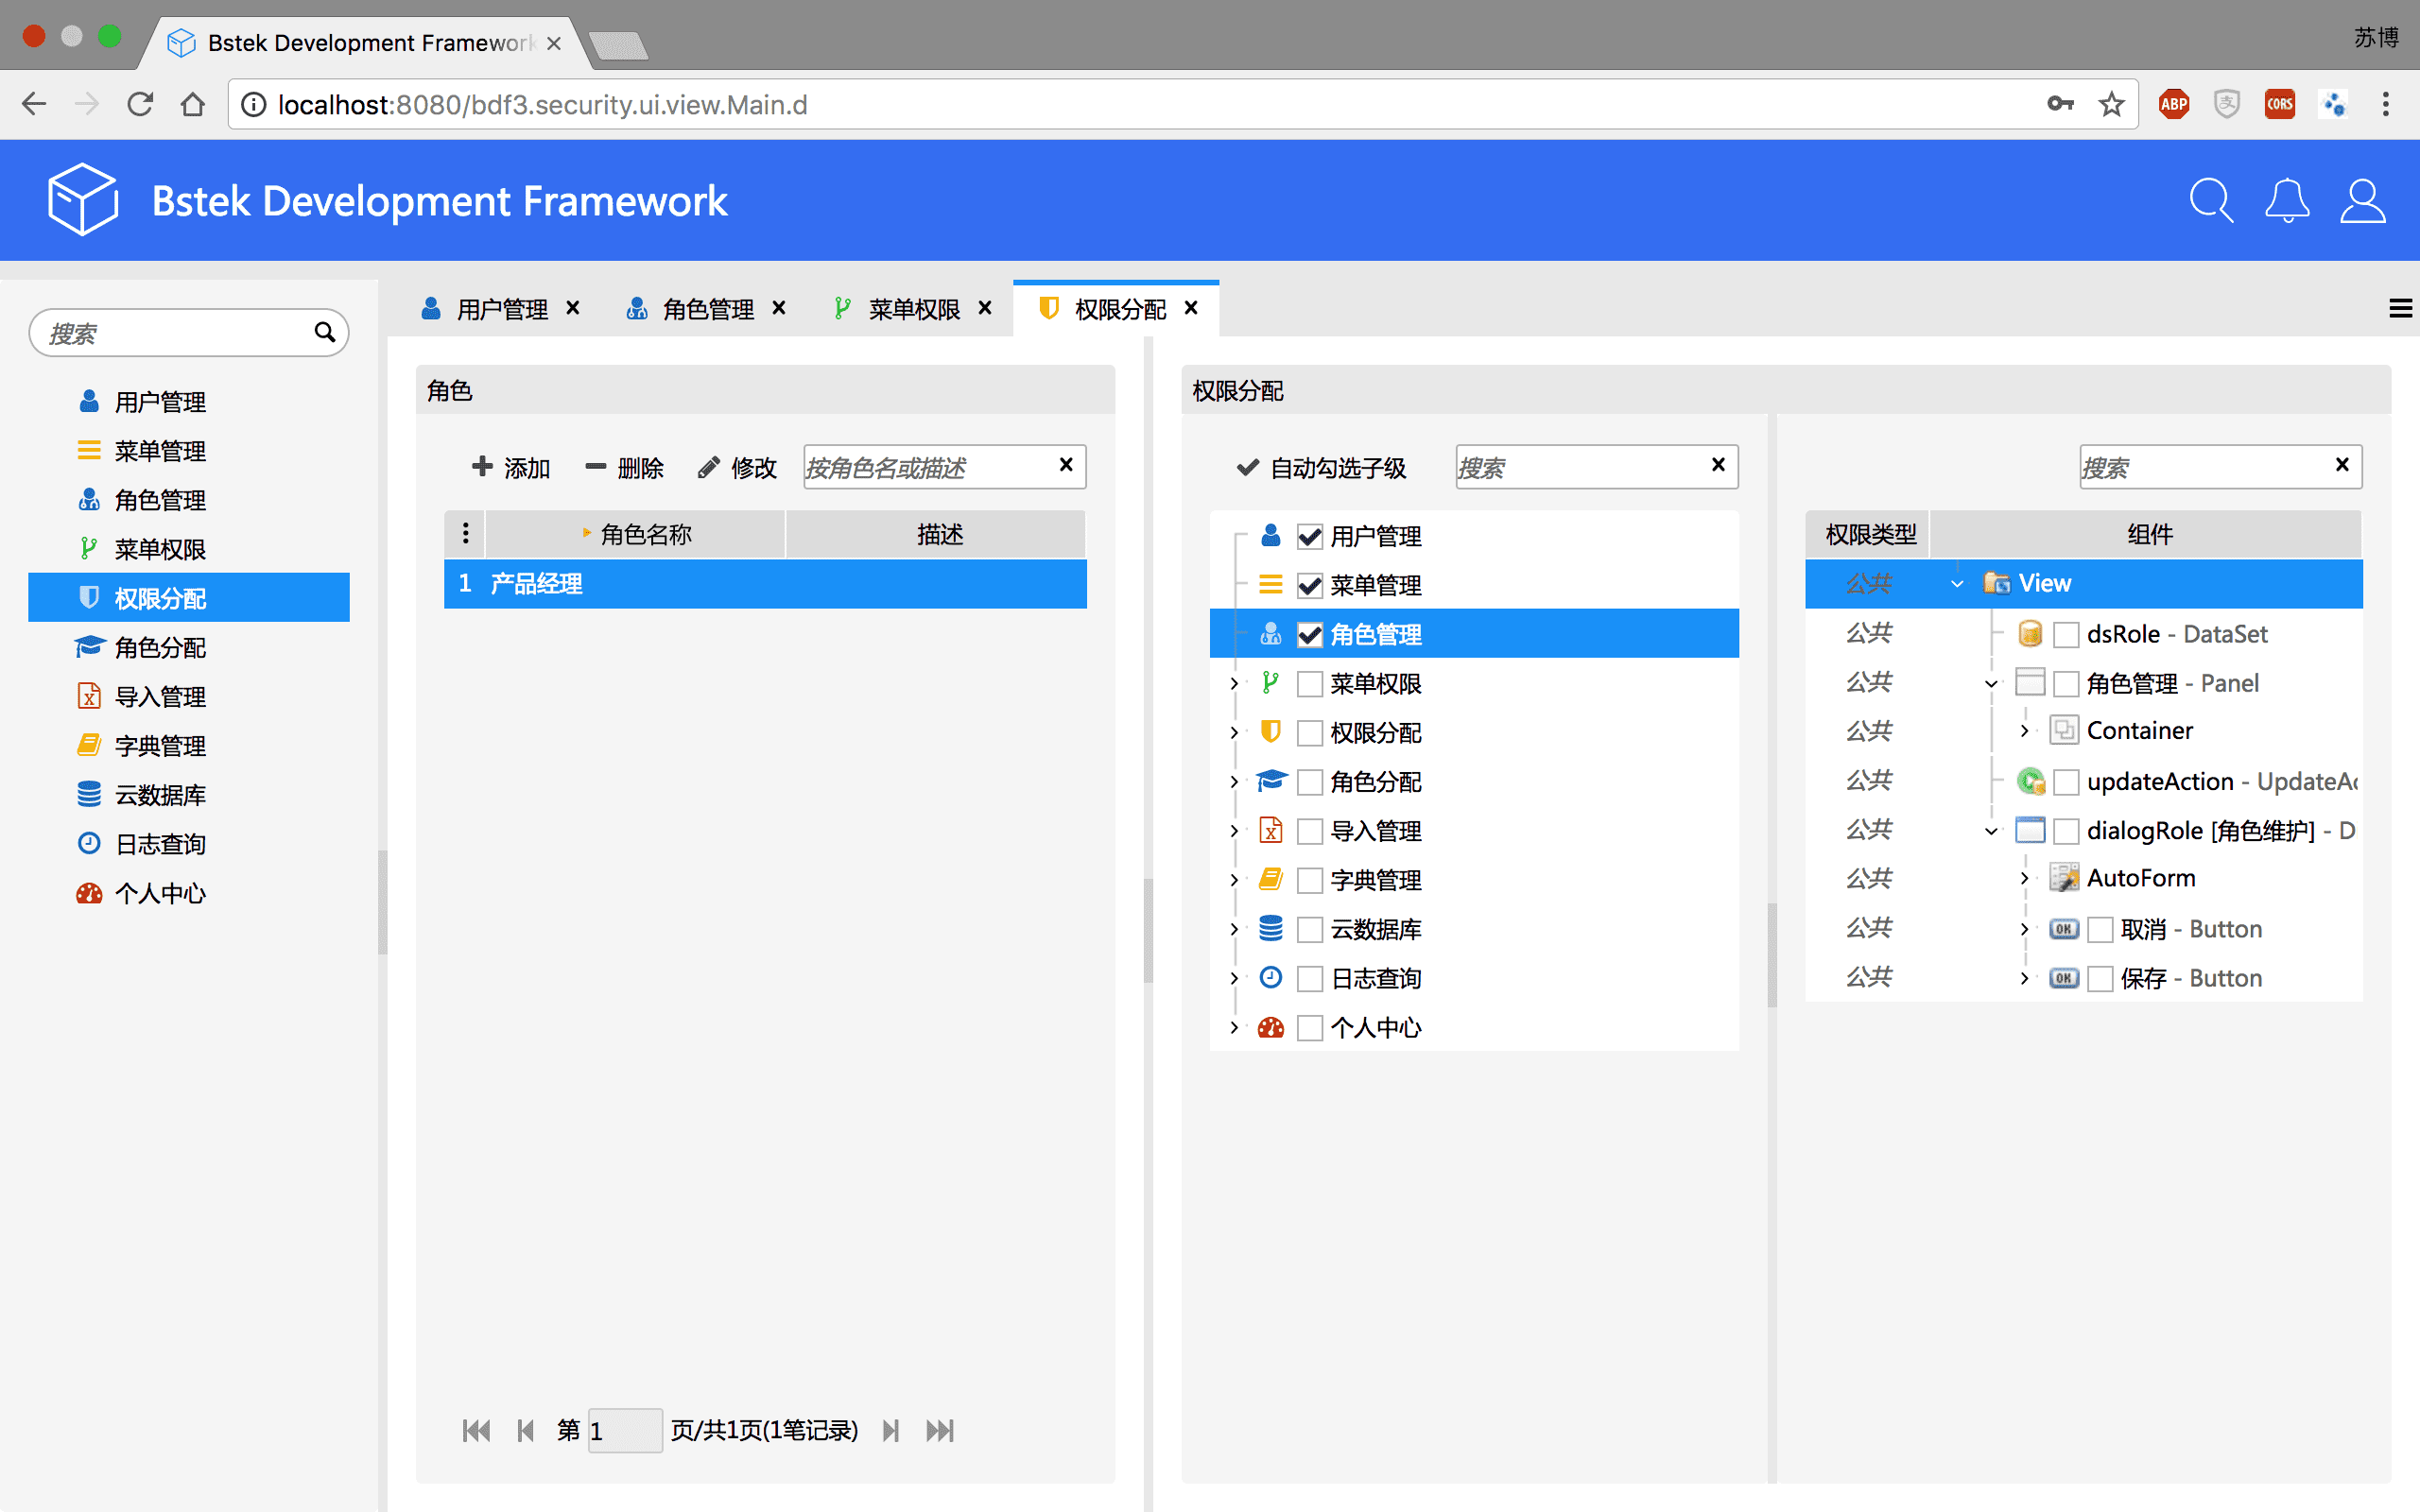 Bstek Development Framework
苏博
localhost:8080/bdf3.security.ui.view.Main.d
ABP
支
CORS
Bstek Development Framework
搜索
用户管理
菜单管理
角色管理
菜单权限
权限分配
角色分配
导入管理
字典管理
云数据库
日志查询
个人中心
用户管理 角色管理 菜单权限 权限分配
角色
添加 删除 修改 按角色名或描述
角色名称 描述
1 产品经理
第 1 页/共1页(1笔记录)
权限分配
自动勾选子级 搜索
用户管理
菜单管理
角色管理
菜单权限
权限分配
角色分配
导入管理
字典管理
云数据库
日志查询
个人中心
搜索
权限类型 组件
公共 View
公共 dsRole - DataSet
公共 角色管理 - Panel
公共 Container
公共 updateAction - UpdateAc
公共 dialogRole [角色维护] - D
公共 AutoForm
公共 OK 取消 - Button
公共 OK 保存 - Button